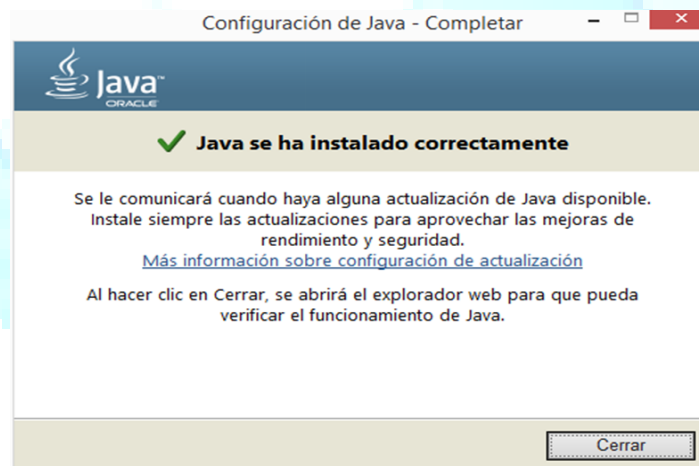 Configuración de Java - Completar
Java™
ORACLE
Java se ha instalado correctamente
Se le comunicará cuando haya alguna actualización de Java disponible.
Instale siempre las actualizaciones para aprovechar las mejoras de
rendimiento y seguridad.
Más información sobre configuración de actualización
Al hacer clic en Cerrar, se abrirá el explorador web para que pueda
verificar el funcionamiento de Java.
Cerrar